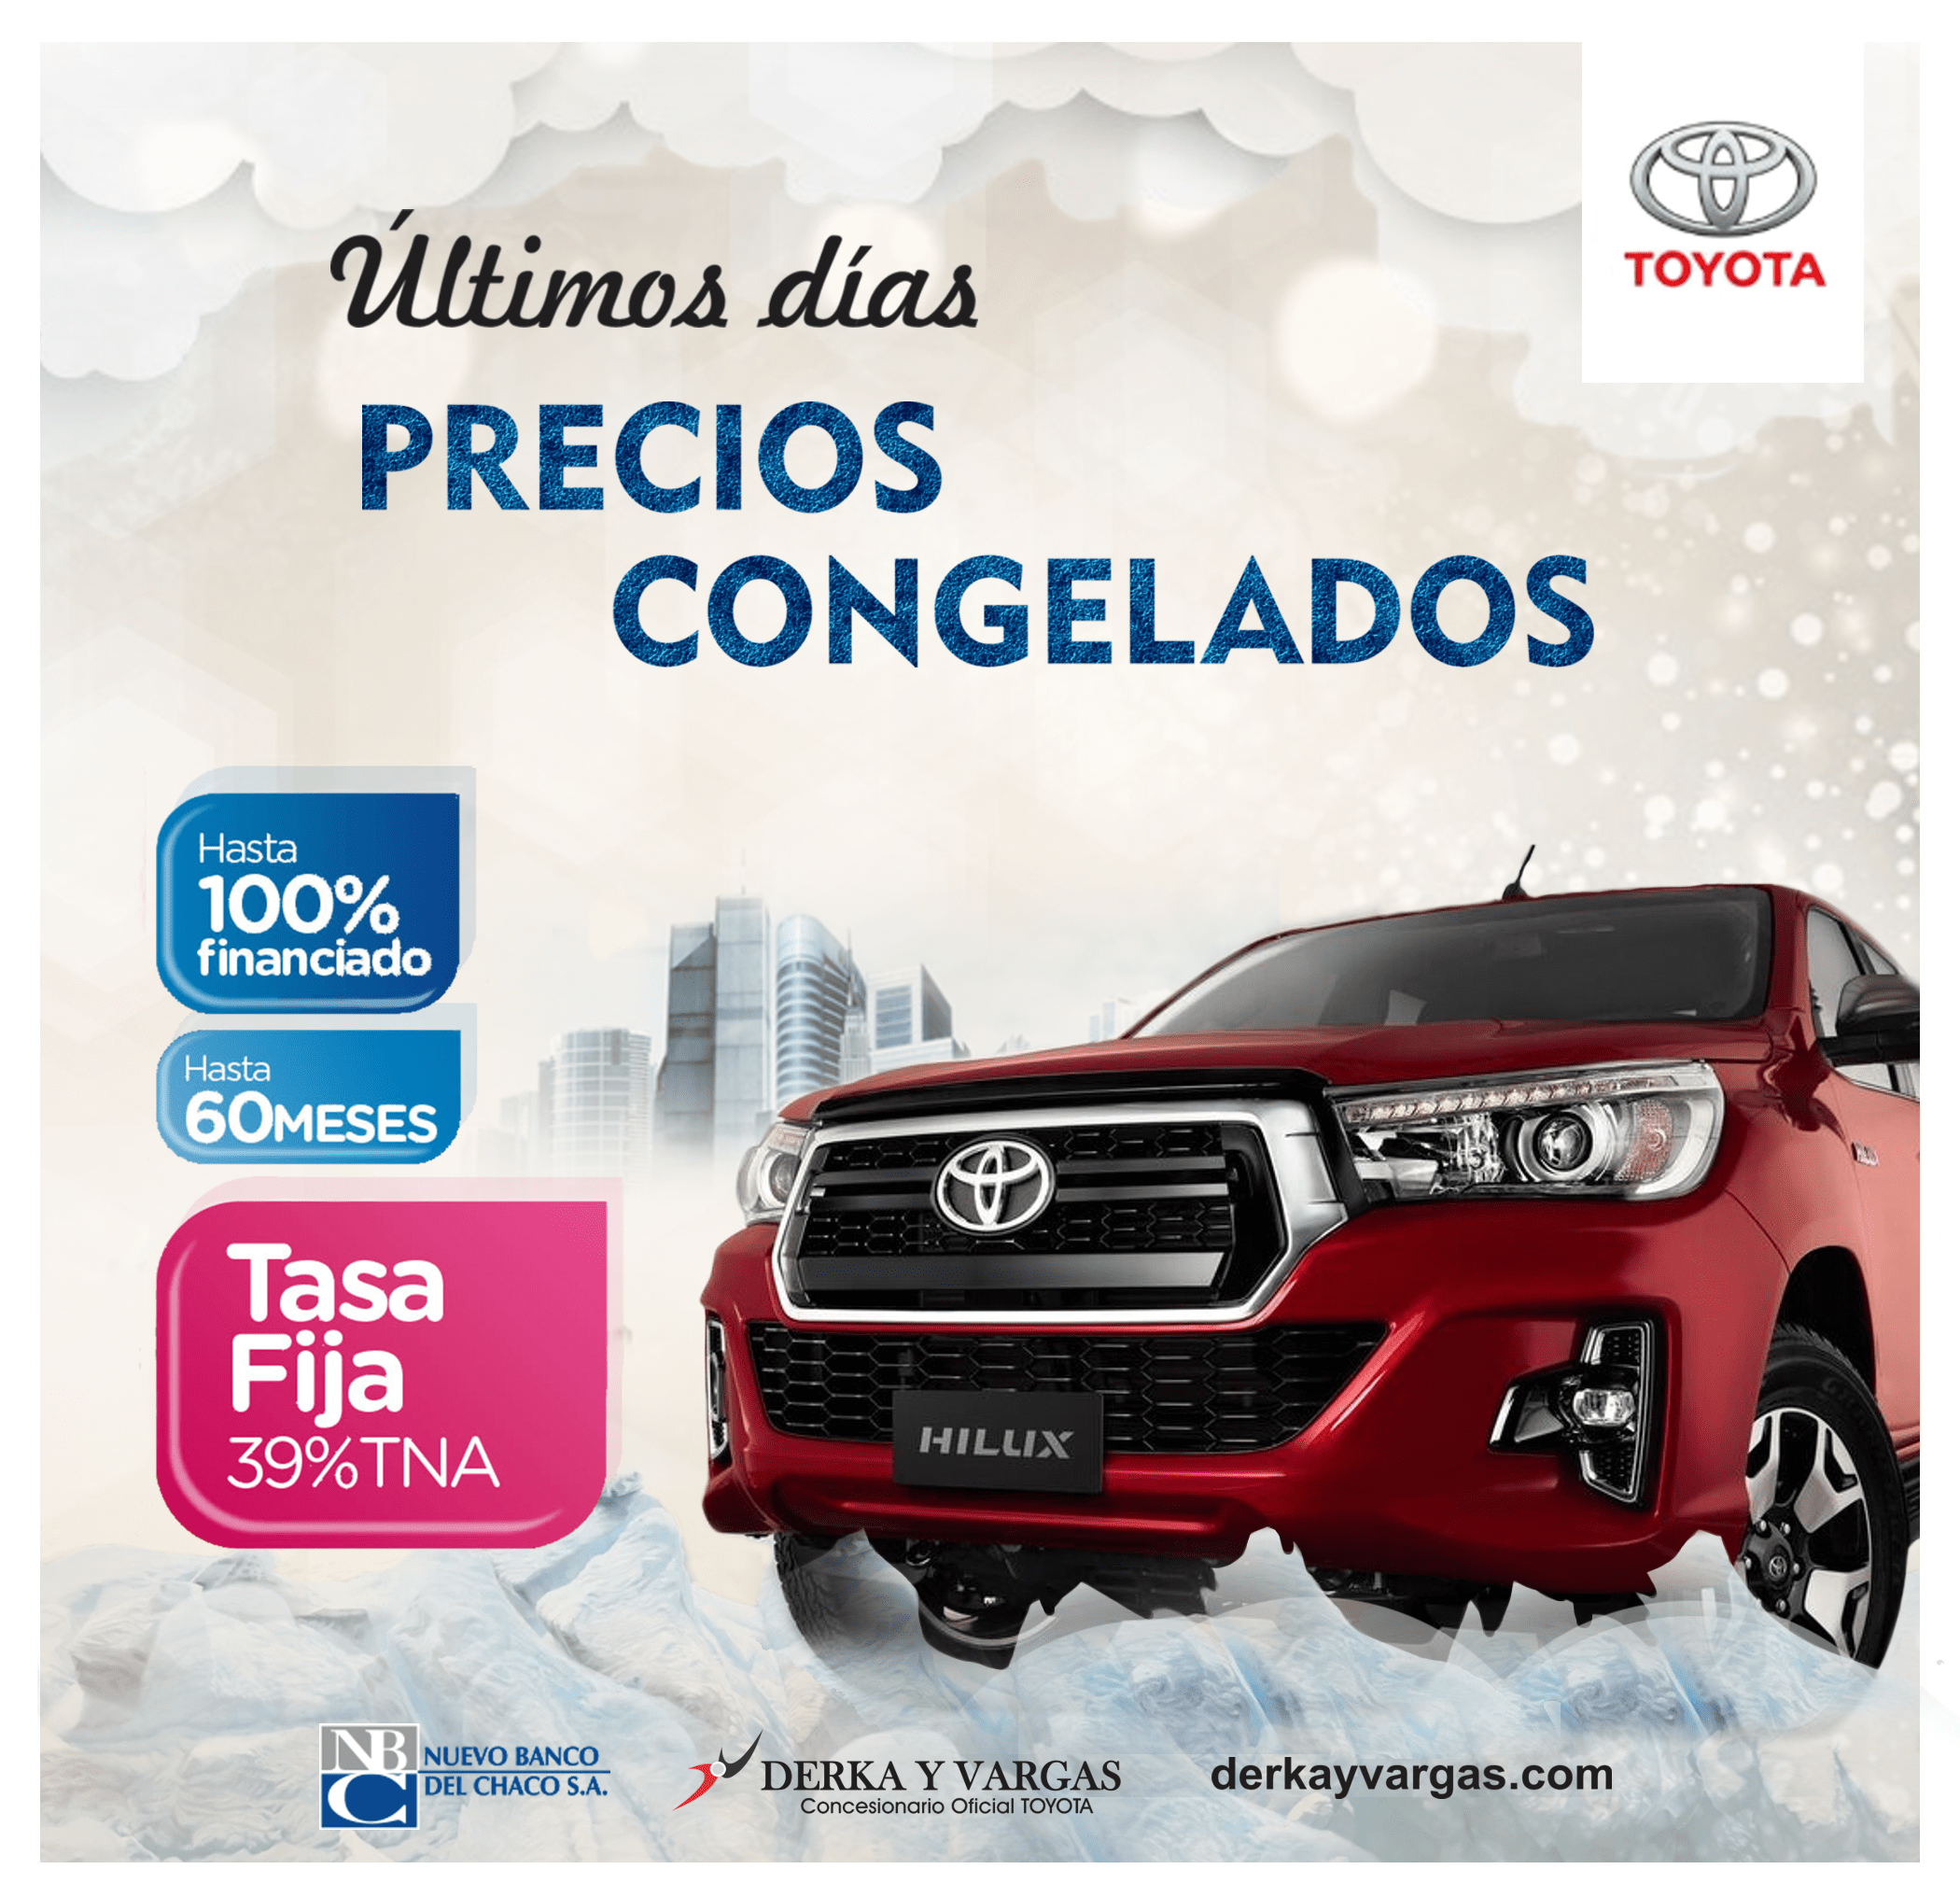 TOYOTA
Últimos días
PRECIOS
CONGELADOS
Hasta
100%
financiado
Hasta
60MESES
Tasa
Fija
39%TNA
HILUX
NBC
NUEVO BANCO
DEL CHACO S.A.
DERKA Y VARGAS
Concesionario Oficial TOYOTA
derkayvargas.com